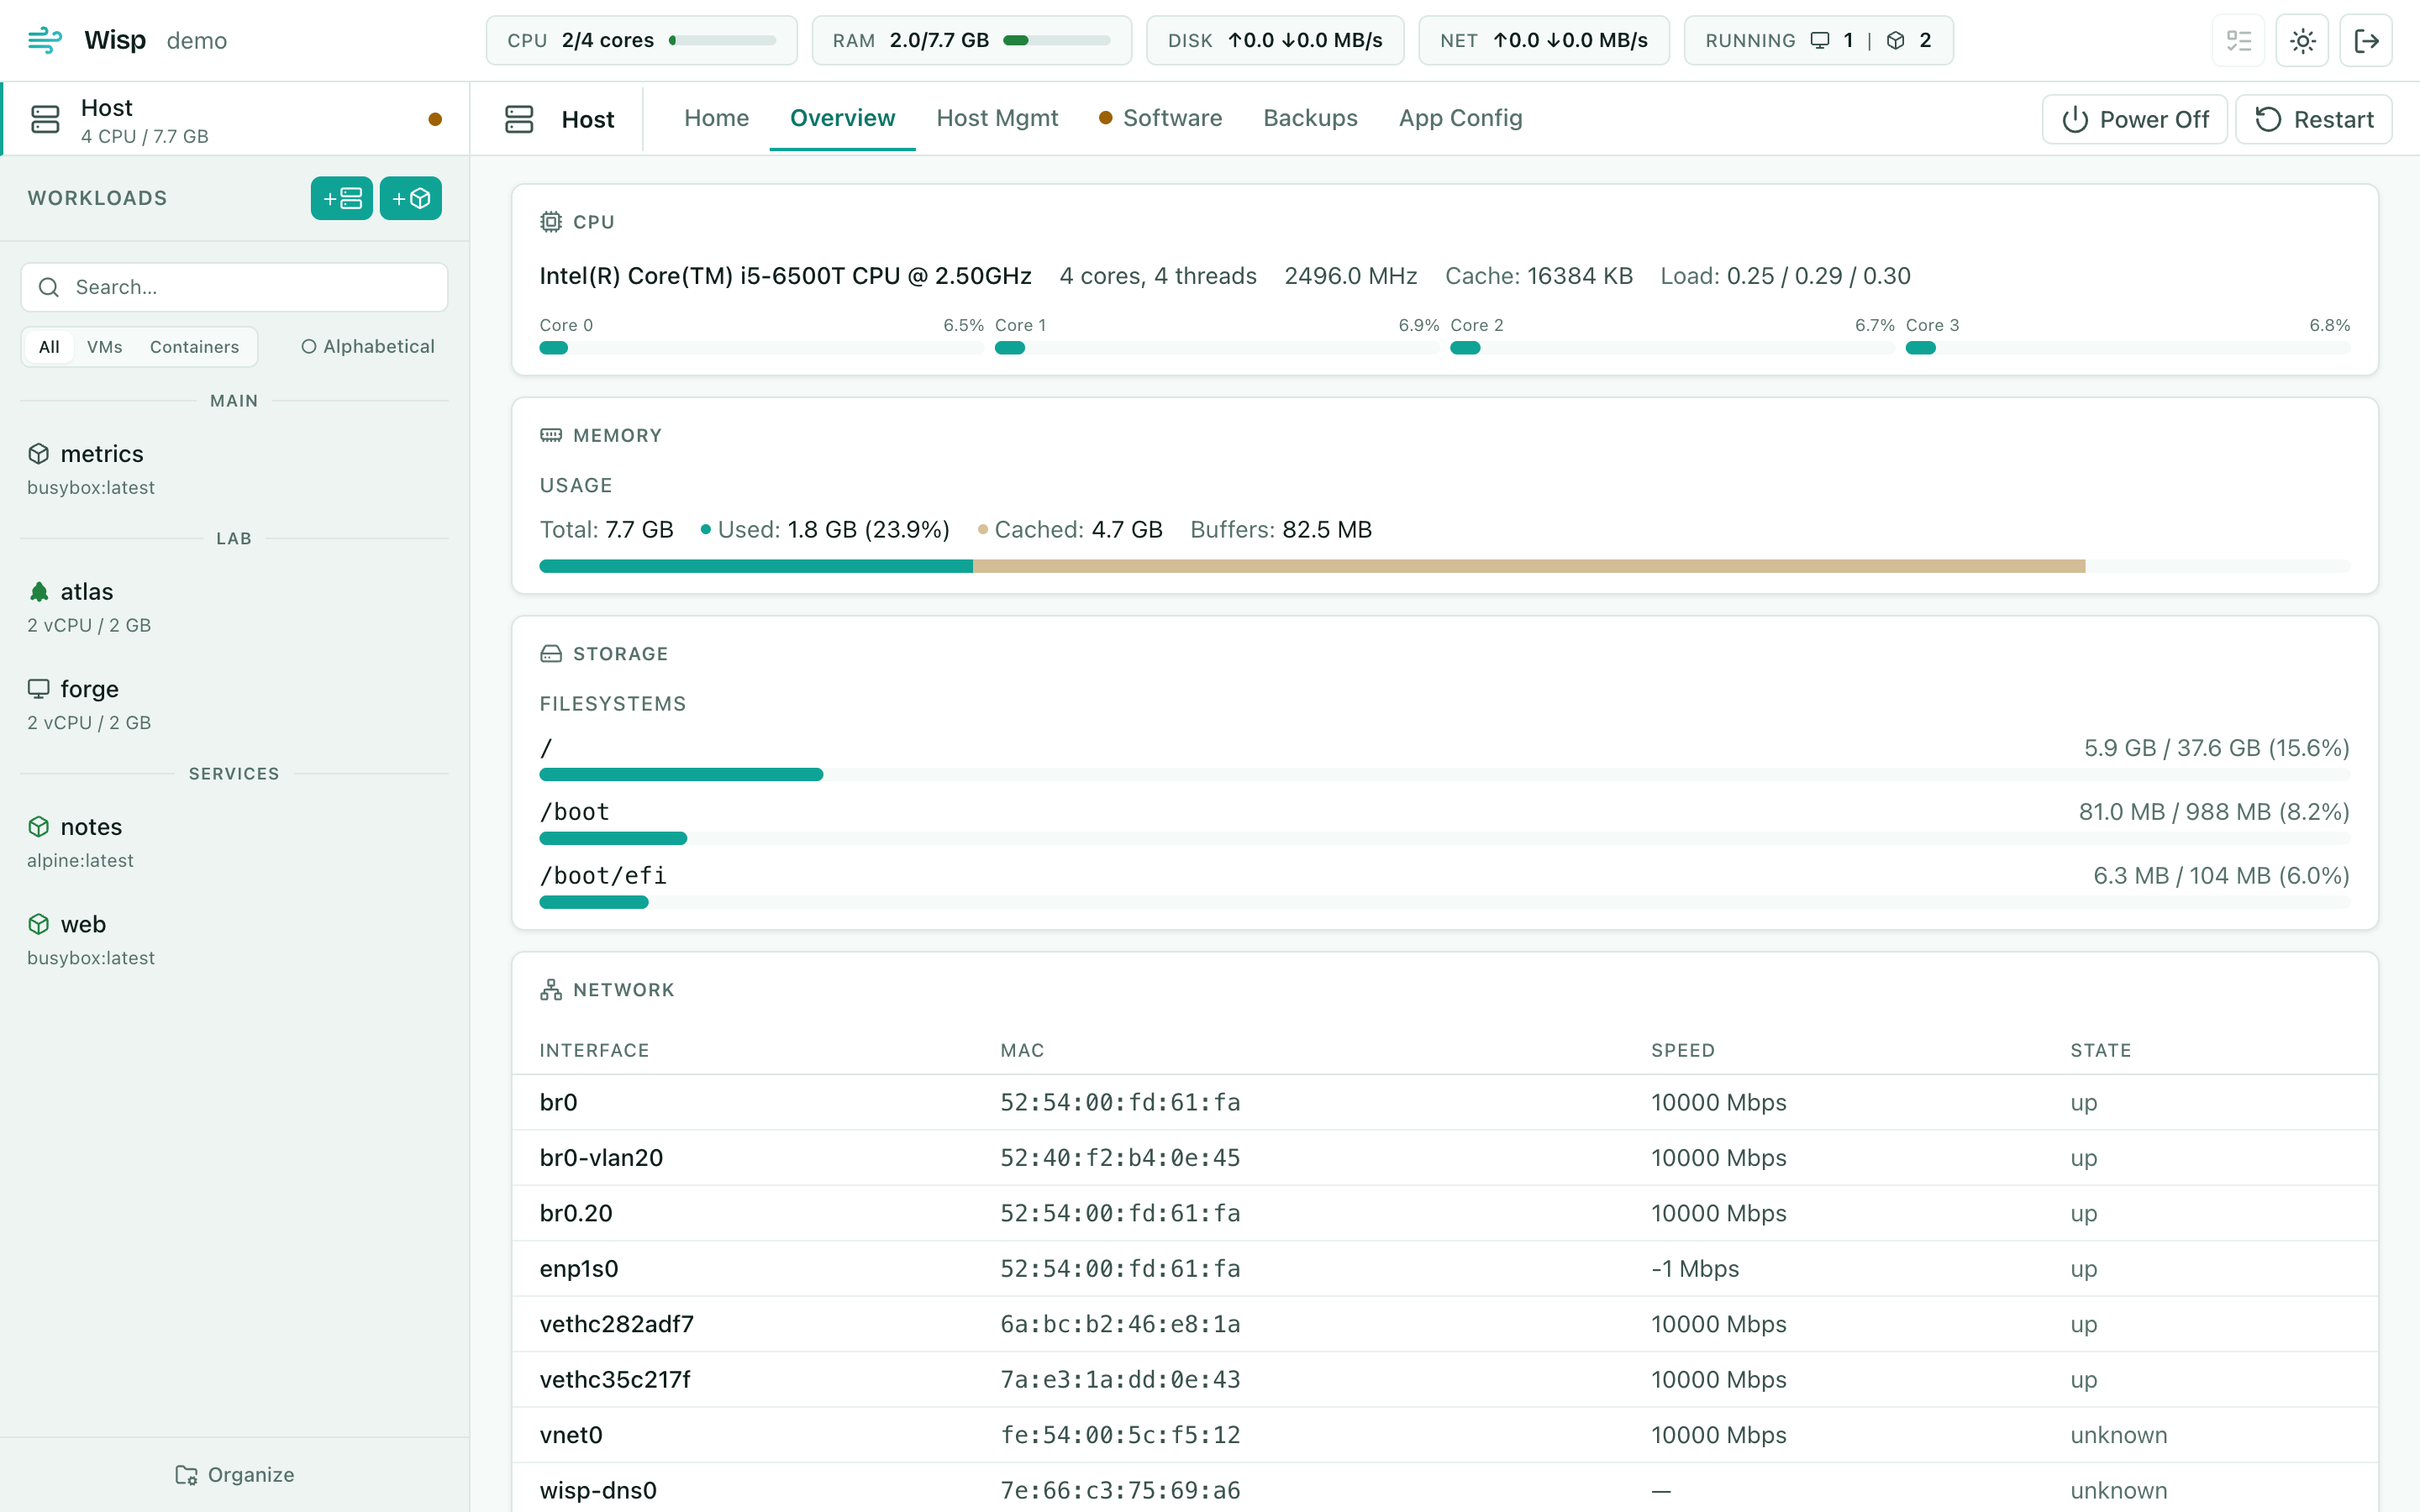 Wisp demo
CPU 2/4 cores
RAM 2.0/7.7 GB
DISK ↑0.0 ↓0.0 MB/s
NET ↑0.0 ↓0.0 MB/s
RUNNING 1 | 2
Host
4 CPU / 7.7 GB
WORKLOADS
+ +
Search...
All VMs Containers Alphabetical
MAIN
metrics
busybox:latest
LAB
atlas
2 vCPU / 2 GB
forge
2 vCPU / 2 GB
SERVICES
notes
alpine:latest
web
busybox:latest
Organize
Host Home Overview Host Mgmt Software Backups App Config Power Off Restart
CPU
Intel(R) Core(TM) i5-6500T CPU @ 2.50GHz 4 cores, 4 threads 2496.0 MHz Cache: 16384 KB Load: 0.25 / 0.29 / 0.30
Core 0 6.5% Core 1 6.9% Core 2 6.7% Core 3 6.8%
MEMORY
USAGE
Total: 7.7 GB Used: 1.8 GB (23.9%) Cached: 4.7 GB Buffers: 82.5 MB
STORAGE
FILESYSTEMS
/ 5.9 GB / 37.6 GB (15.6%)
/boot 81.0 MB / 988 MB (8.2%)
/boot/efi 6.3 MB / 104 MB (6.0%)
NETWORK
INTERFACE MAC SPEED STATE
br0 52:54:00:fd:61:fa 10000 Mbps up
br0-vlan20 52:40:f2:b4:0e:45 10000 Mbps up
br0.20 52:54:00:fd:61:fa 10000 Mbps up
enp1s0 52:54:00:fd:61:fa -1 Mbps up
vethc282adf7 6a:bc:b2:46:e8:1a 10000 Mbps up
vethc35c217f 7a:e3:1a:dd:0e:43 10000 Mbps up
vnet0 fe:54:00:5c:f5:12 10000 Mbps unknown
wisp-dns0 7e:66:c3:75:69:a6 — unknown